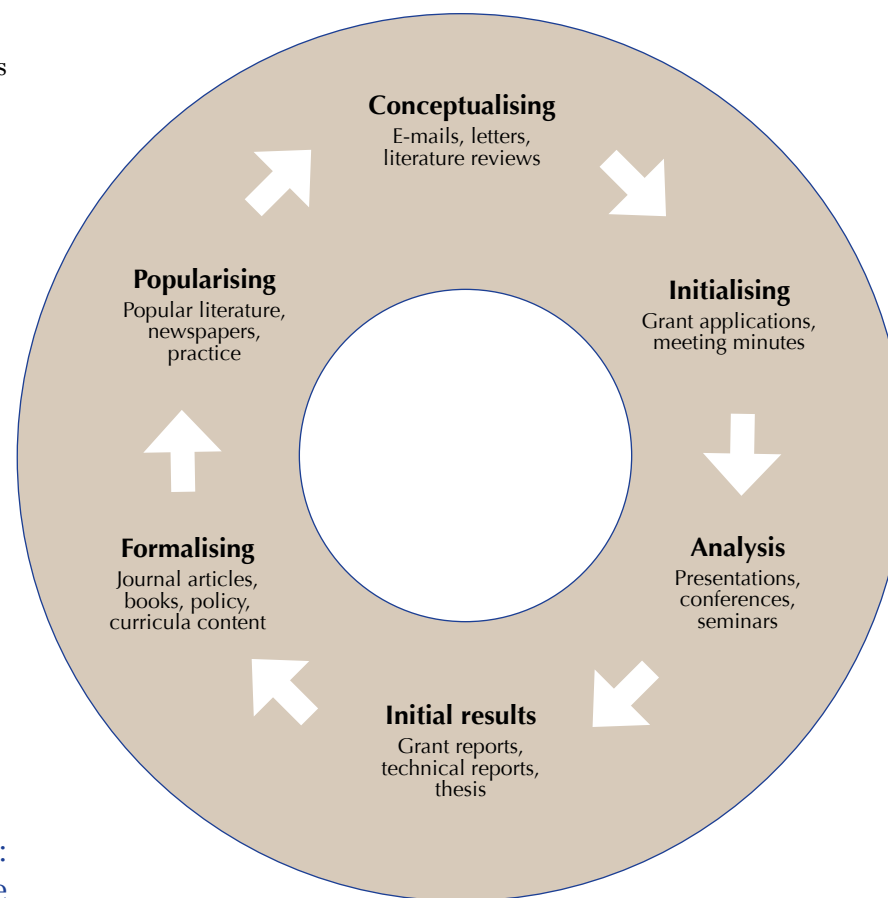 s
Conceptualising
E-mails, letters,
literature reviews
Initialising
Grant applications,
meeting minutes
Analysis
Presentations,
conferences,
seminars
Initial results
Grant reports,
technical reports,
thesis
Formalising
Journal articles,
books, policy,
curricula content
Popularising
Popular literature,
newspapers,
practice
:
e